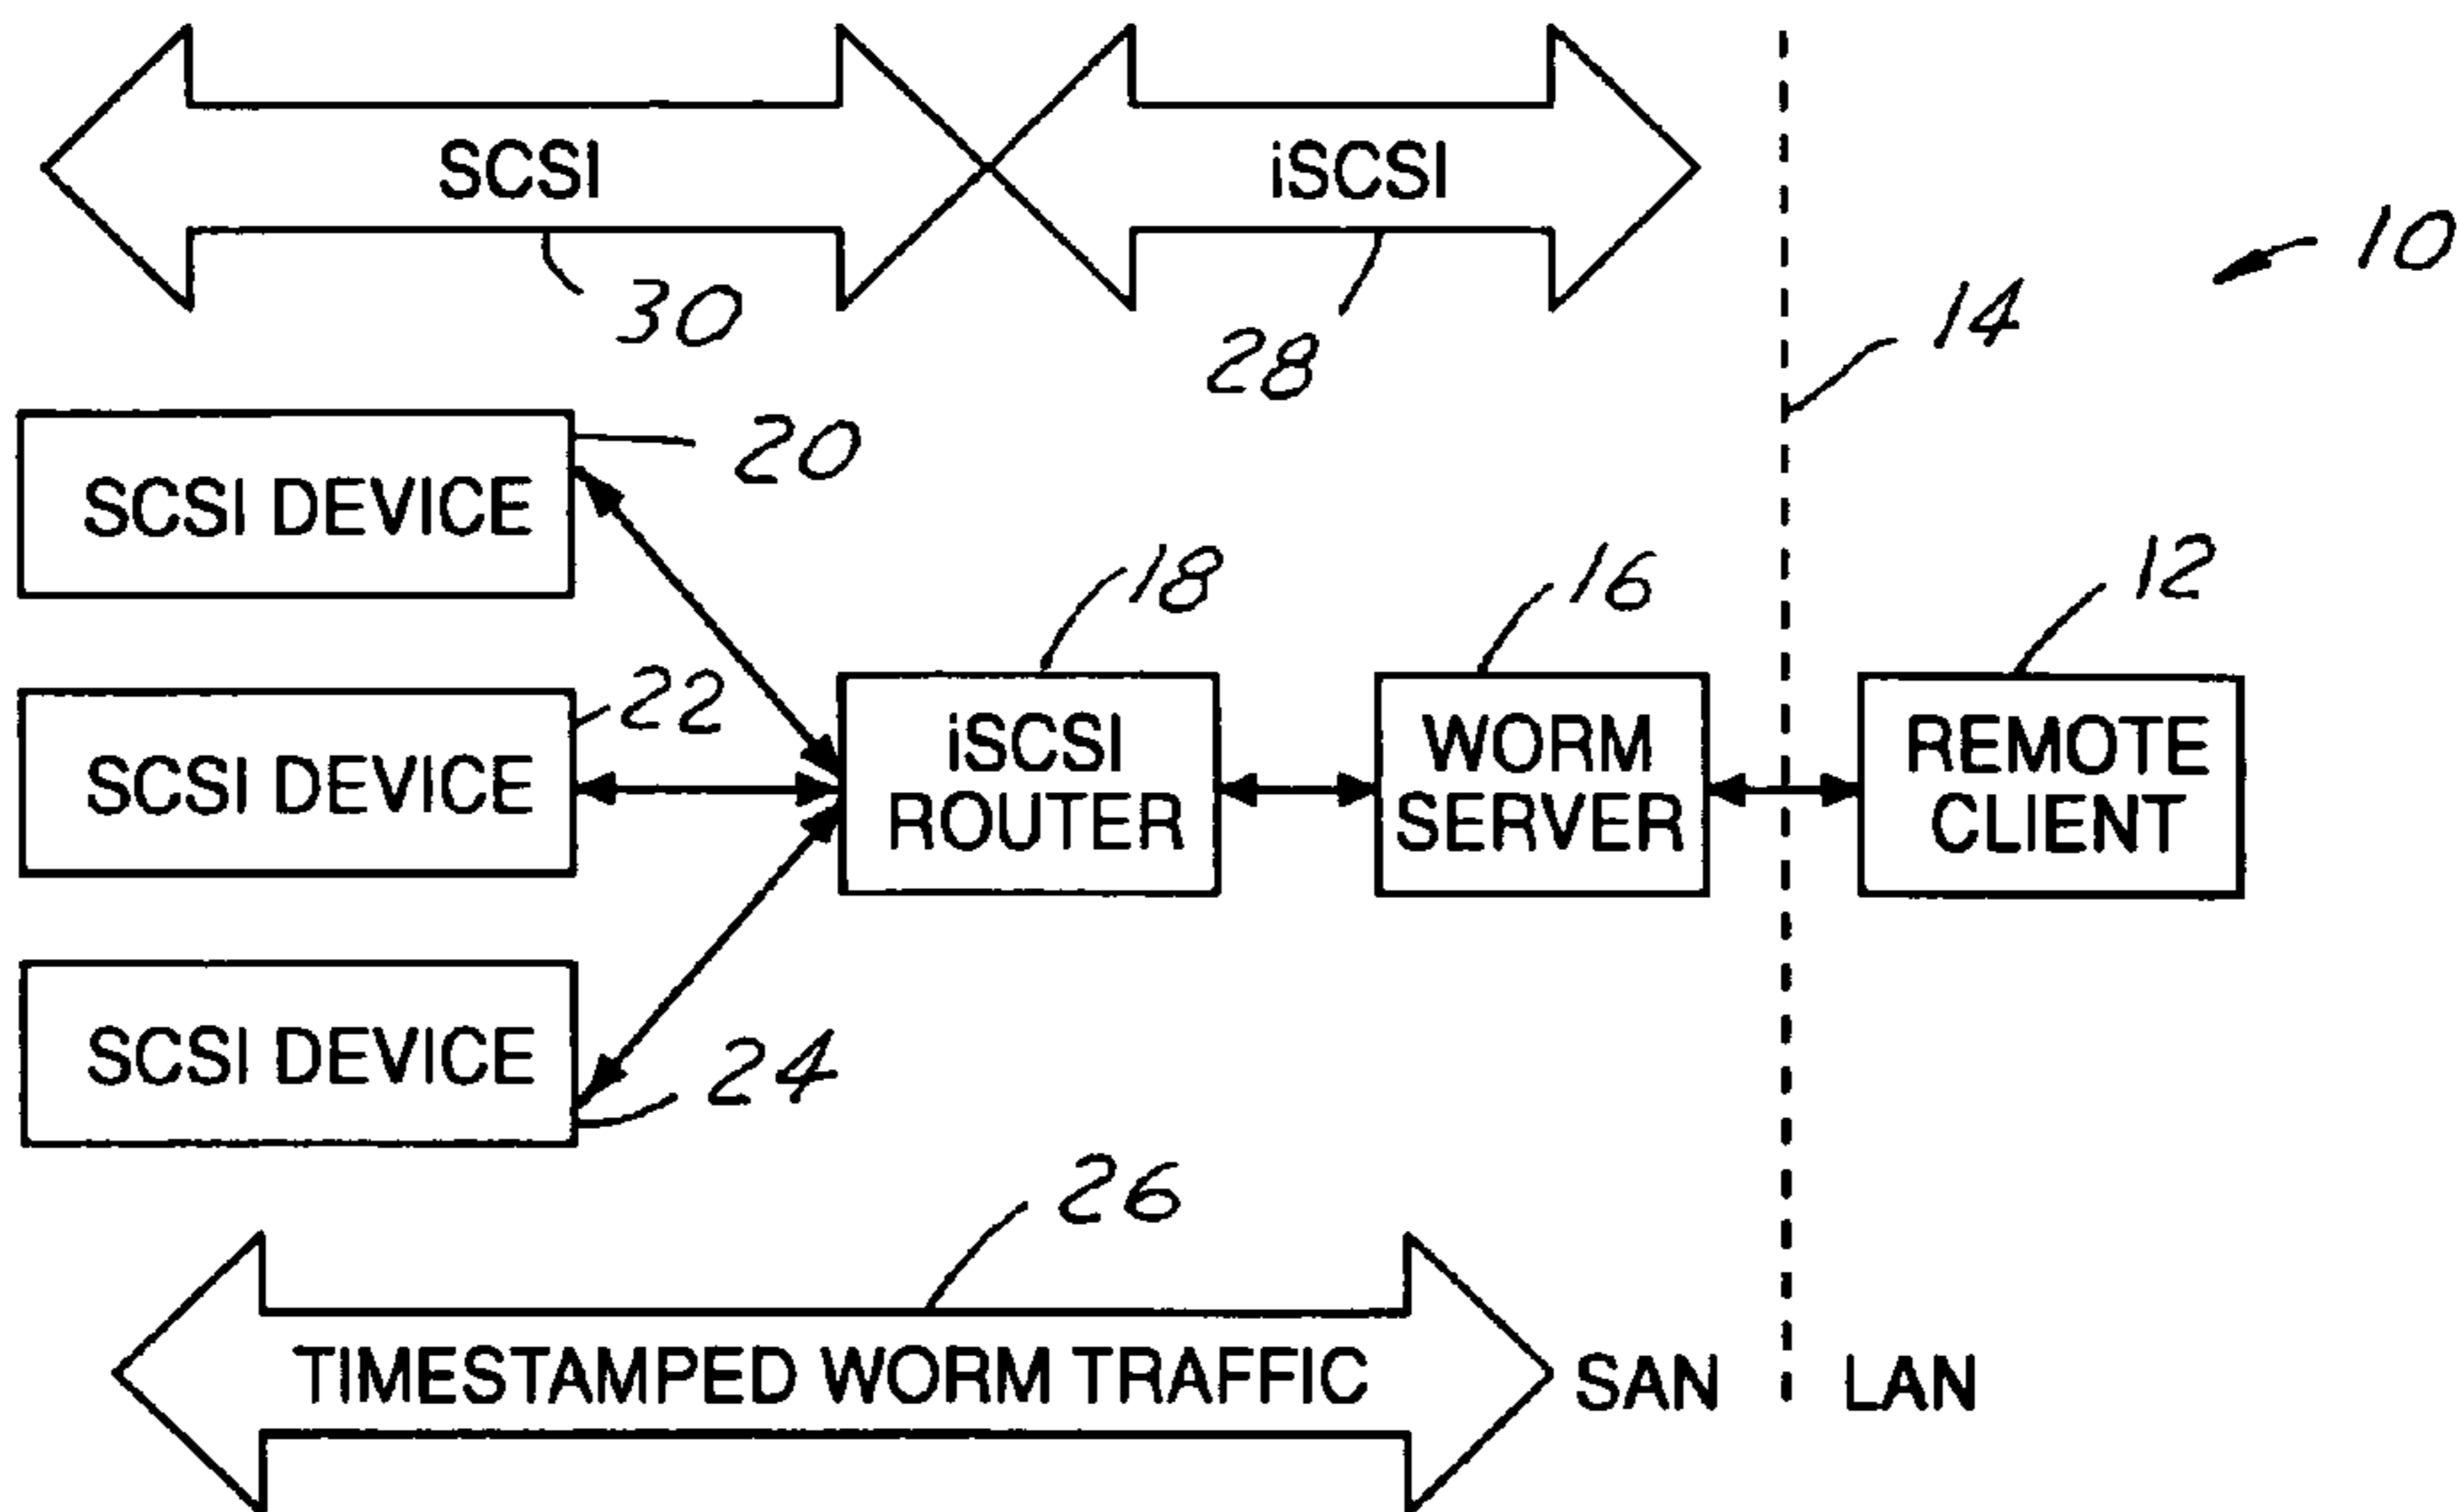 SCSI
iSCSI
10
30
28
14
SCSI DEVICE
20
18
16
12
SCSI DEVICE
22
iSCSI
ROUTER
WORM
SERVER
REMOTE
CLIENT
SCSI DEVICE
24
26
TIMESTAMPED WORM TRAFFIC
SAN
LAN